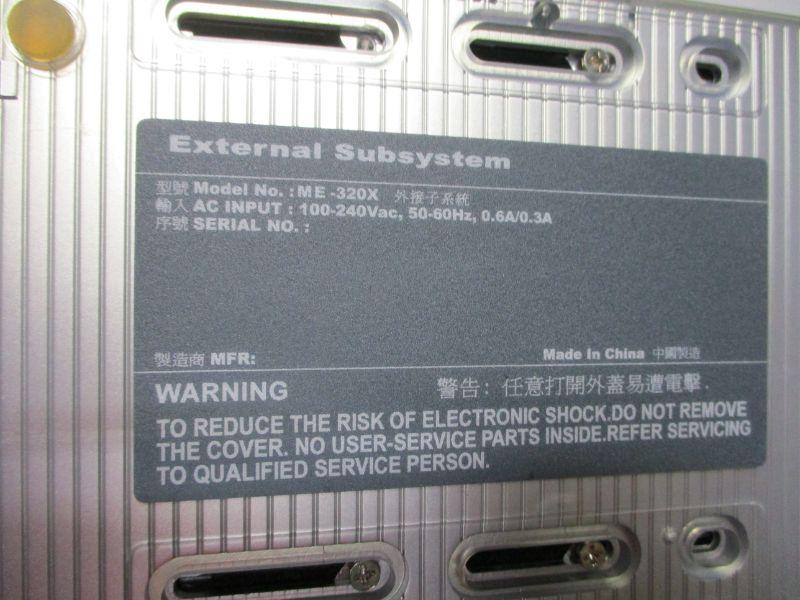 External Subsystem
型號 Model No. : ME -320X 外接子系統
輸入 AC INPUT : 100-240Vac, 50-60Hz, 0.6A/0.3A
序號 SERIAL NO. :
製造商 MFR:
Made In China 中國製造
WARNING 警告: 任意打開外蓋易遭電擊.
TO REDUCE THE RISK OF ELECTRONIC SHOCK.DO NOT REMOVE
THE COVER. NO USER-SERVICE PARTS INSIDE.REFER SERVICING
TO QUALIFIED SERVICE PERSON.